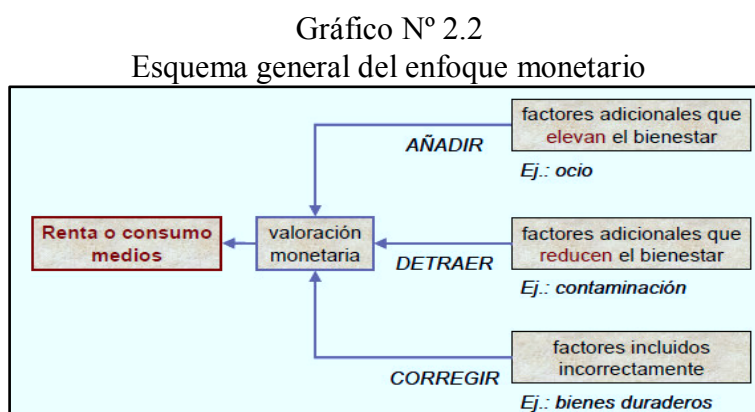 Gráfico Nº 2.2
Esquema general del enfoque monetario
factores adicionales que
elevan el bienestar
AÑADIR
Ej.: ocio
Renta o consumo
medios
valoración
monetaria
factores adicionales que
reducen el bienestar
DETRAER
Ej.: contaminación
factores incluidos
incorrectamente
CORREGIR
Ej.: bienes duraderos